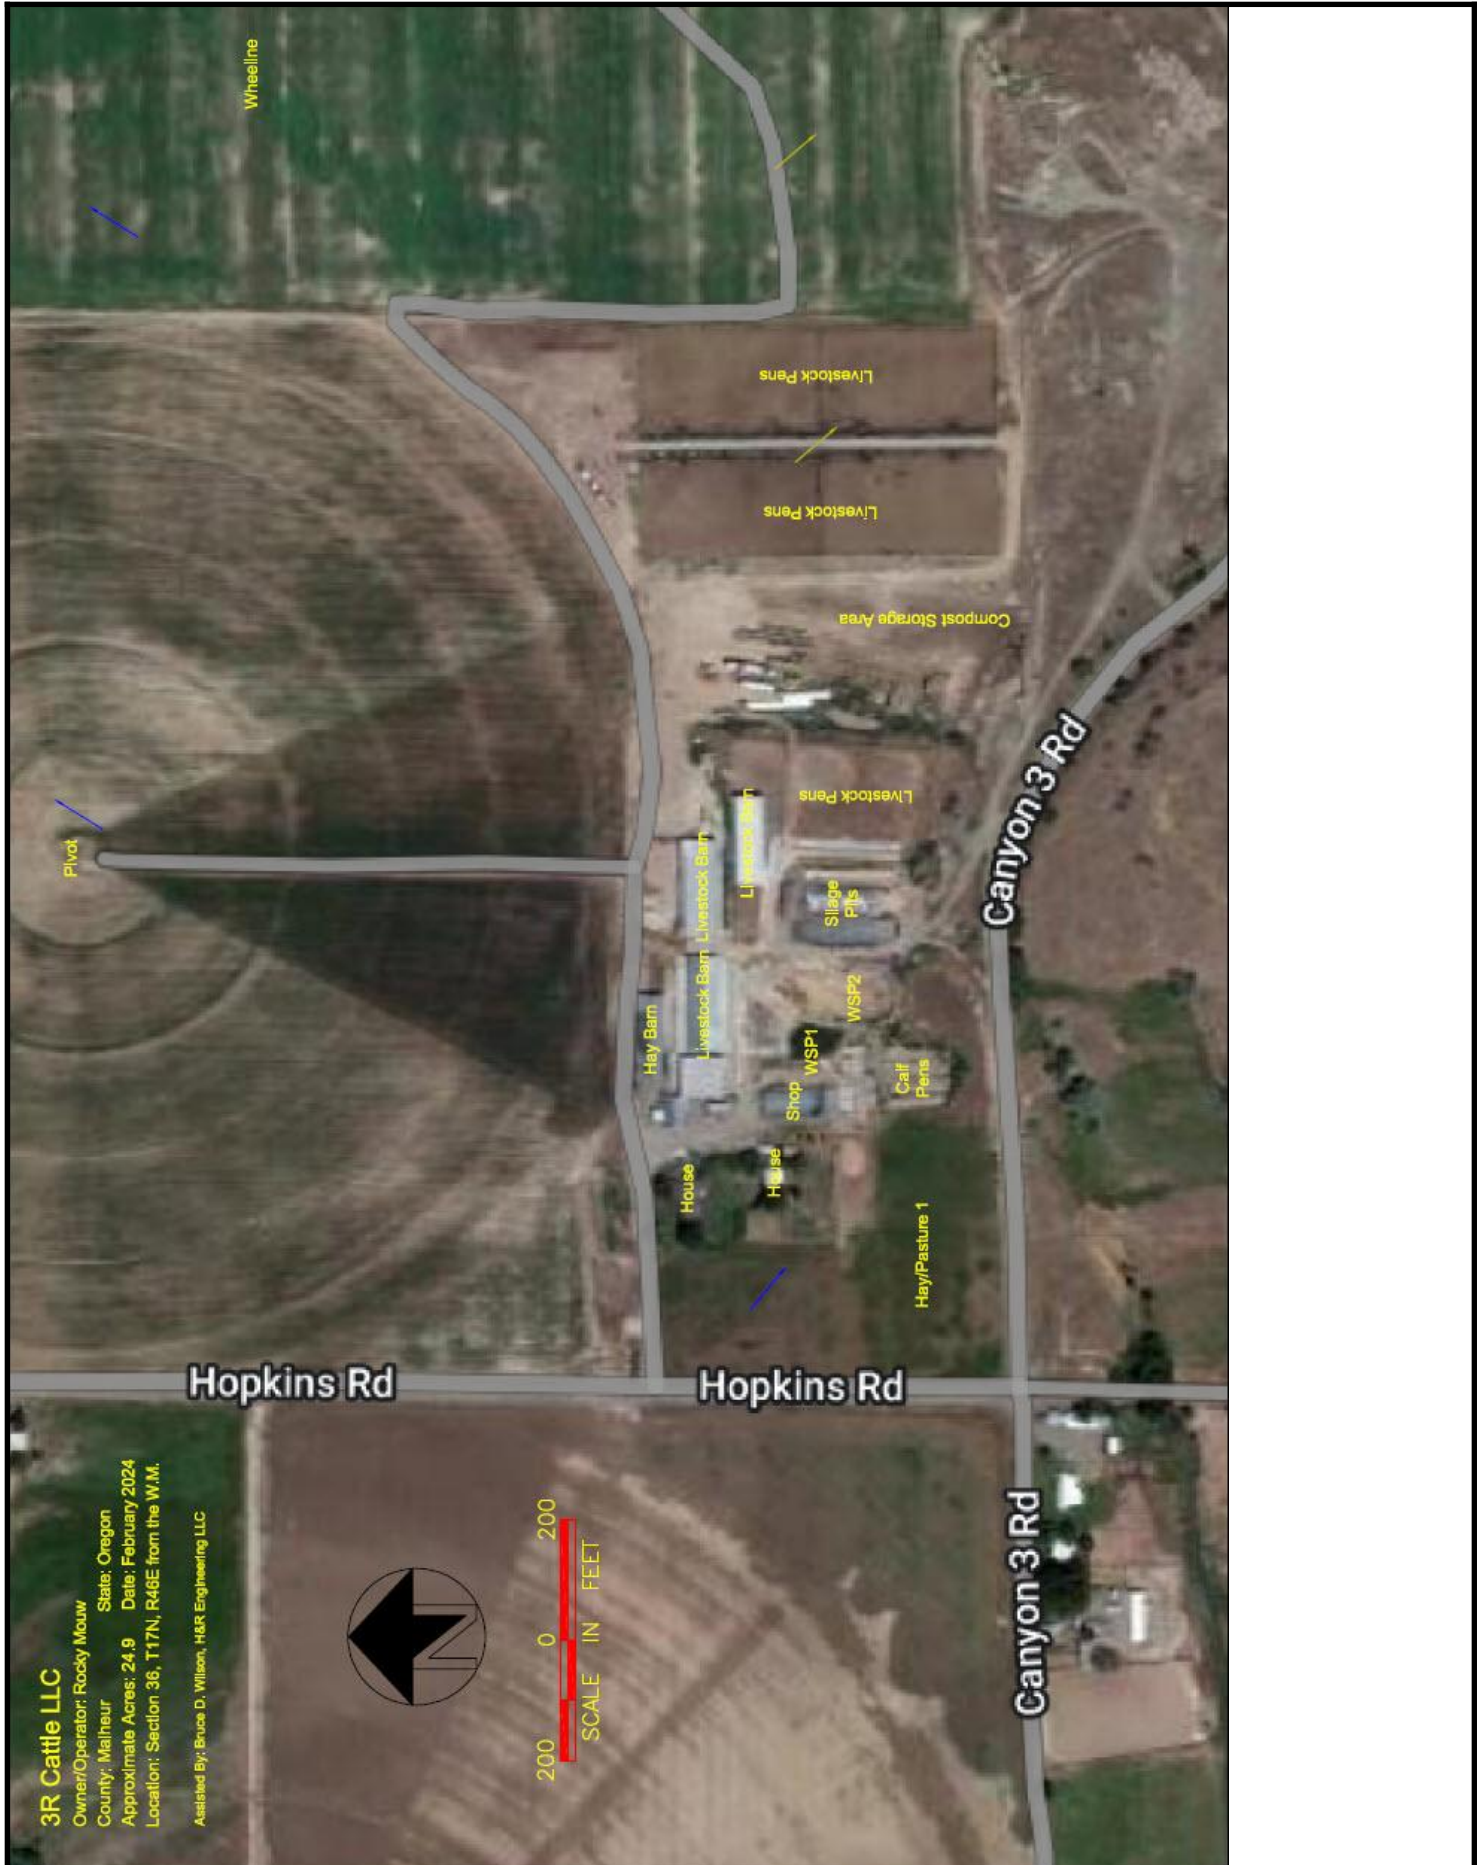 3R Cattle LLC
Owner/Operator: Rocky Mouw
County: Malheur State: Oregon
Approximate Acres: 24.9 Date: February 2024
Location: Section 36, T17N, R46E from the W.M.
Assisted By: Bruce D. Wilson, H&R Engineering LLC
N
200 0 200
SCALE IN FEET
Wheelline
Pivot
Hopkins Rd
Hopkins Rd
Canyon 3 Rd
Canyon 3 Rd
Livestock Pens
Livestock Pens
Compost Storage Area
Livestock Pens
Livestock Barn
Livestock Barn
Livestock Barn
Hay Barn
Silage
Pits
WSP2
WSP1
Shop
Calf
Pens
House
House
Hay/Pasture 1